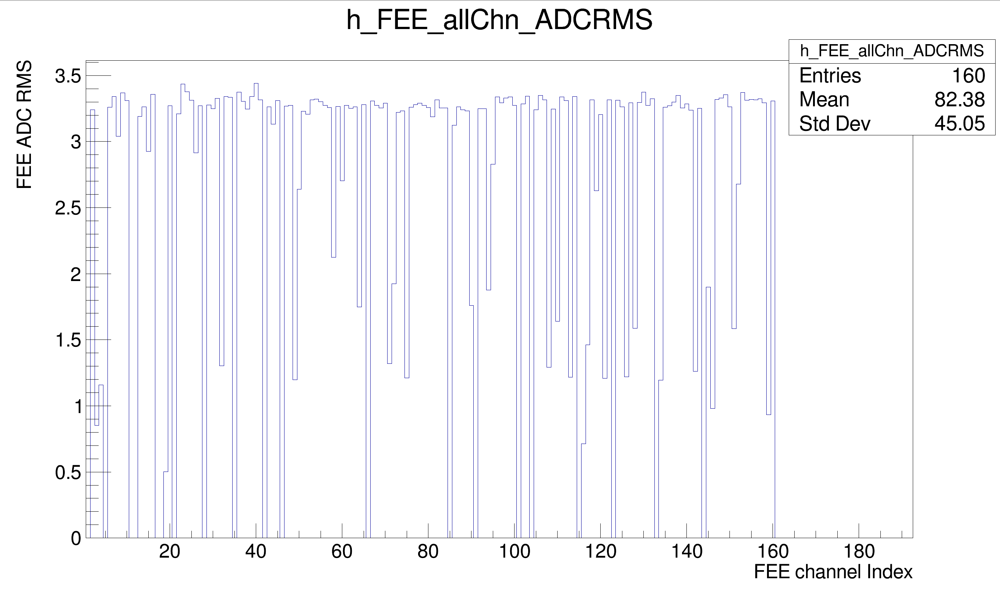 h_FEE_allChn_ADCRMS
h_FEE_allChn_ADCRMS
Entries 160
Mean 82.38
Std Dev 45.05
FEE ADC RMS
3.5
3
2.5
2
1.5
1
0.5
0
20 40 60 80 100 120 140 160 180
FEE channel Index